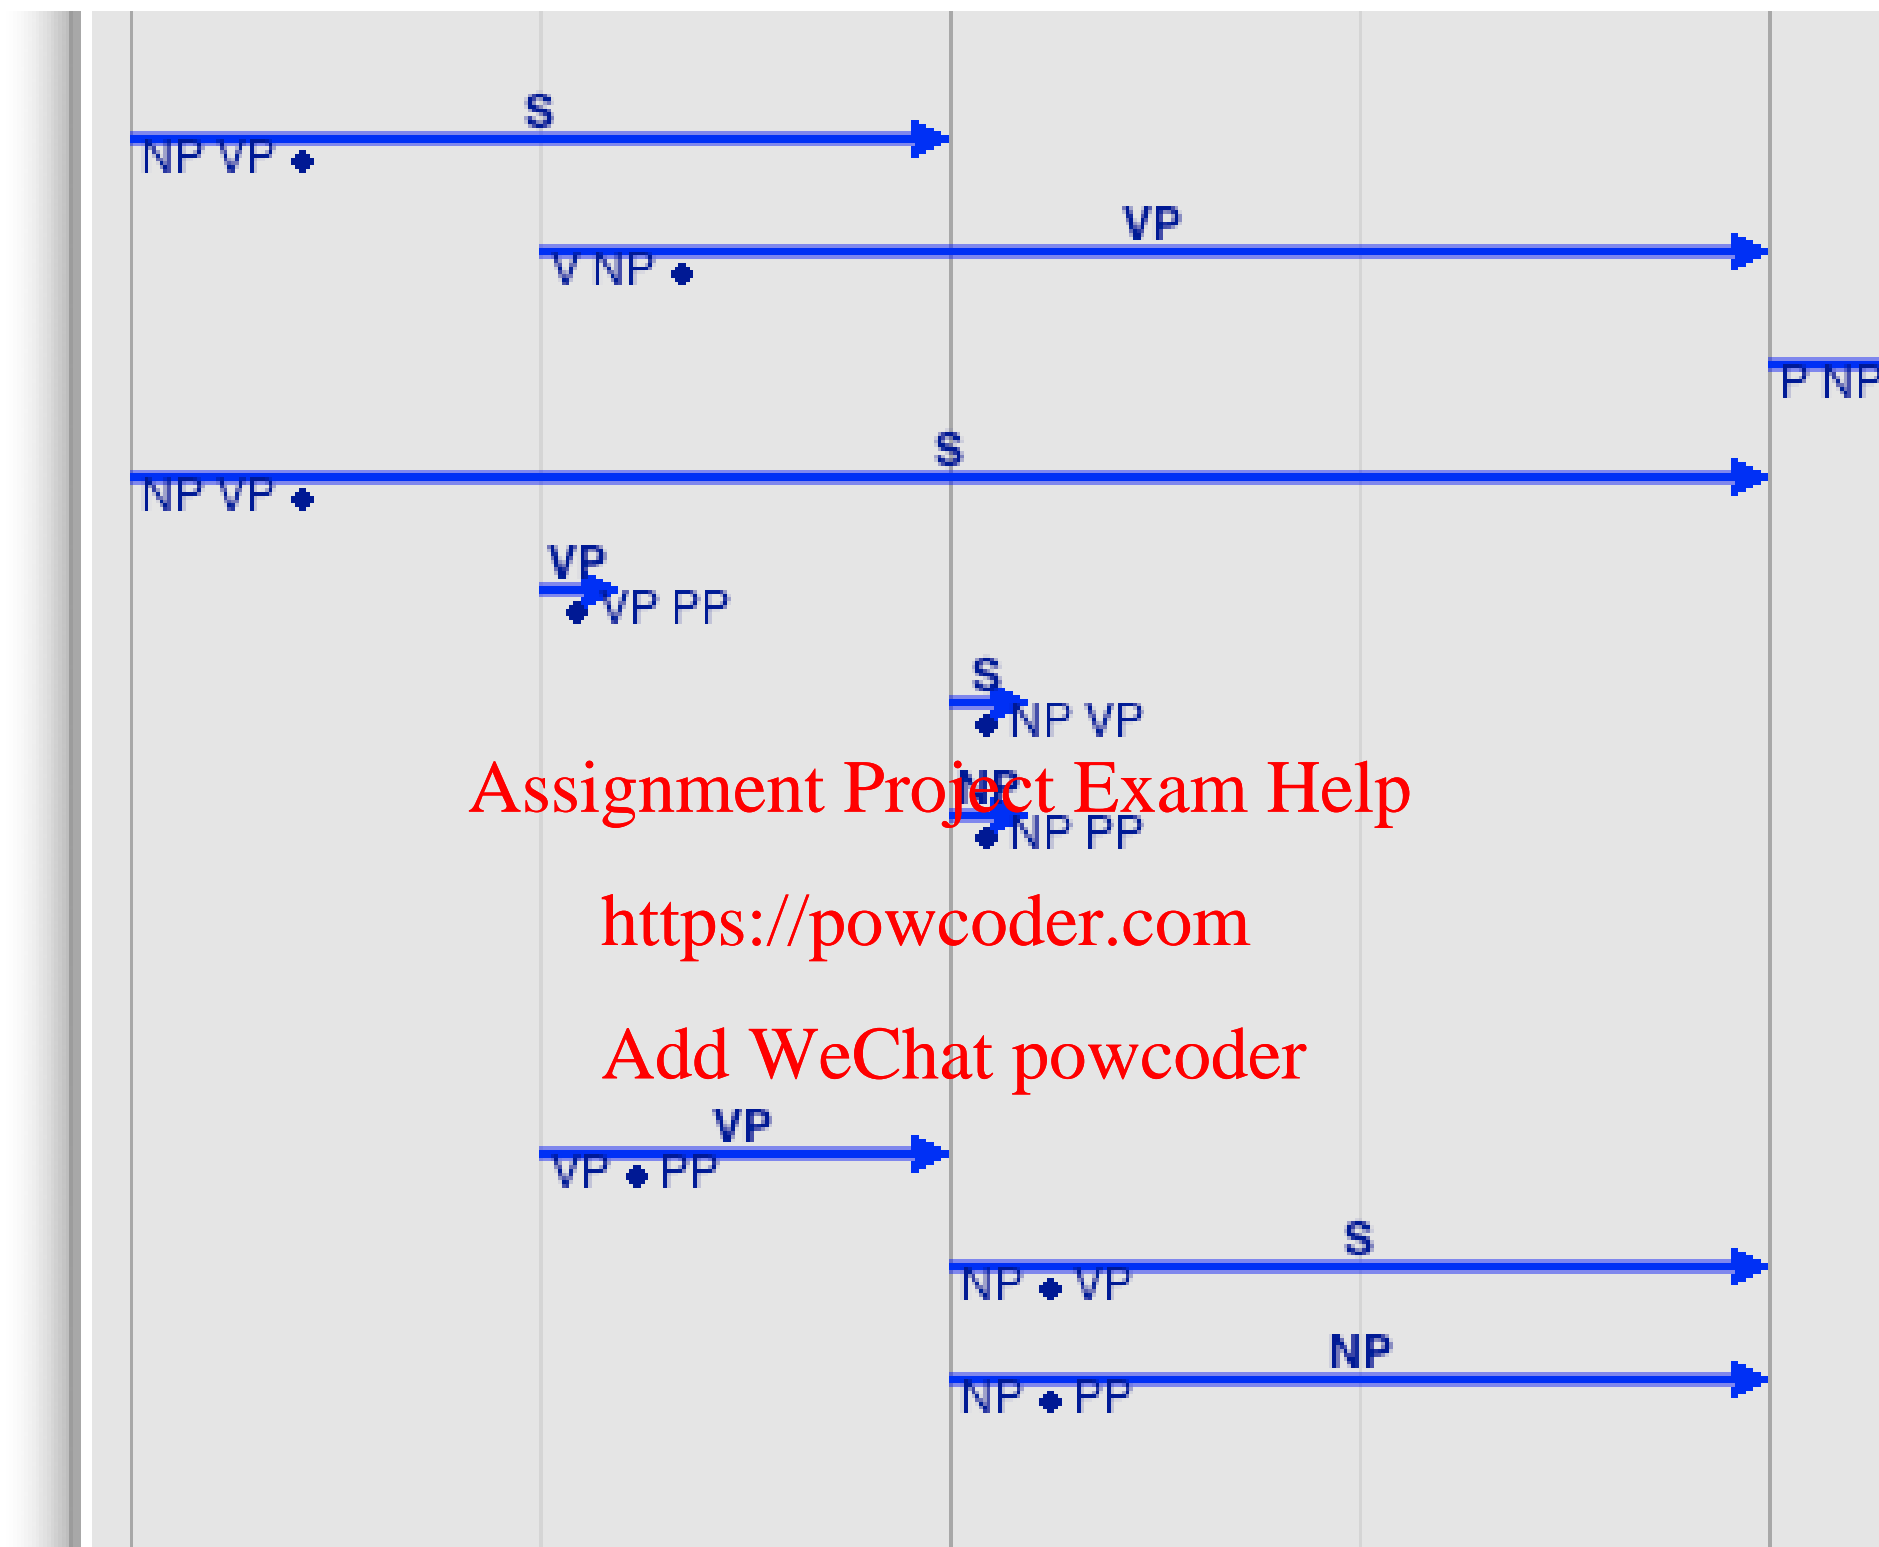 S
NP VP •
VP
V NP •
P NP
S
NP VP •
VP
• VP PP
S
• NP VP
NP
Assignment Project Exam Help
• NP PP
https://powcoder.com
Add WeChat powcoder
VP
VP • PP
S
NP • VP
NP
NP • PP